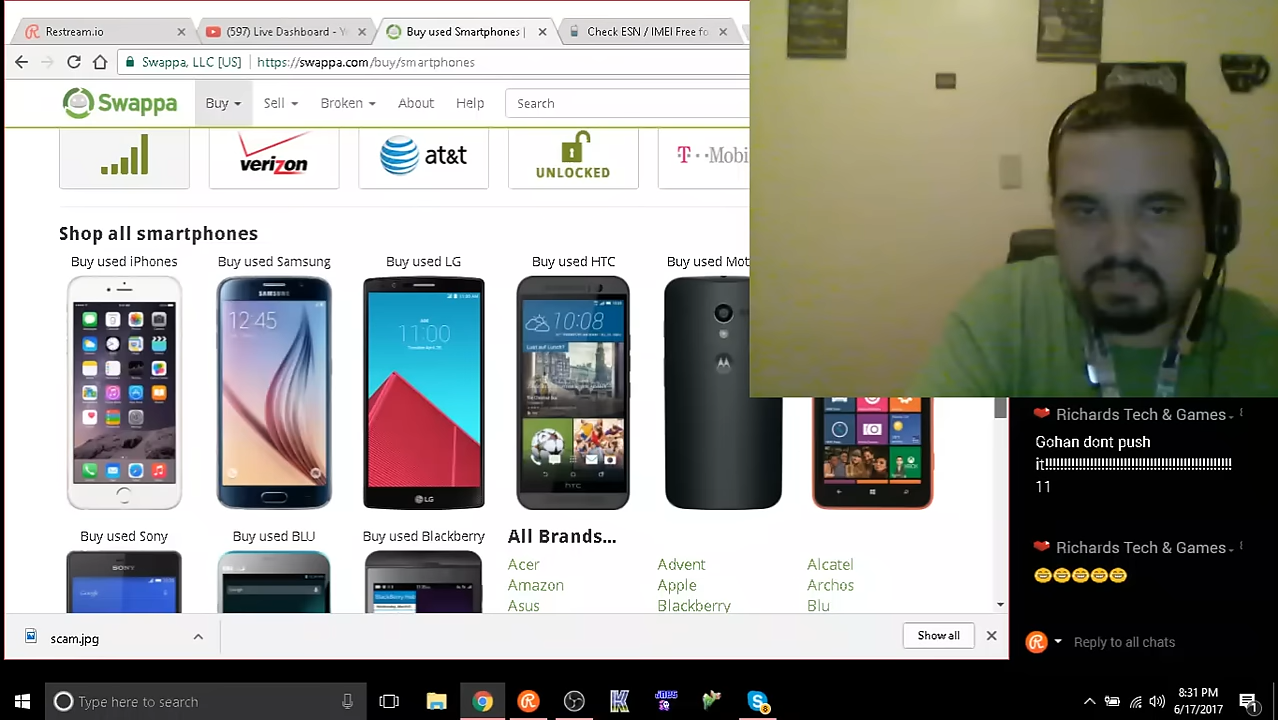 Restream.io
(597) Live Dashboard - Y
Buy used Smartphones |
Check ESN / IMEI Free fo
Swappa, LLC [US]
https://swappa.com/buy/smartphones
Swappa
Buy
Sell
Broken
About
Help
Search
verizon
at&t
UNLOCKED
T··Mobi
Shop all smartphones
Buy used iPhones
Buy used Samsung
Buy used LG
Buy used HTC
Buy used Mot
SAMSUNG
12:45
11:00
10:08
LG
hTC
Buy used Sony
Buy used BLU
Buy used Blackberry
All Brands...
SONY
Google
Acer
Advent
Alcatel
Amazon
Apple
Archos
Asus
Blackberry
Blu
Richards Tech & Games
Gohan dont push
it!!!!!!!!!!!!!!!!!!!!!!!!!!!!!!!!!!!!!!!!!!!!!!!
11
Richards Tech & Games
😁😁😁😁😁
Reply to all chats
scam.jpg
Show all
Type here to search
8:31 PM
6/17/2017